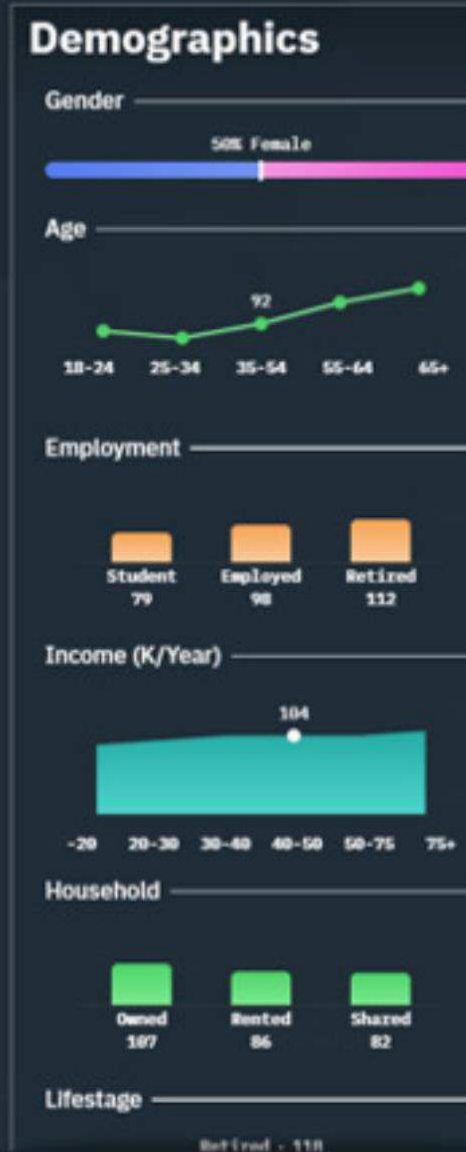 Demographics
Gender
50% Female
Age
92
18-24 25-34 35-54 55-64 65+
Employment
Student Employed Retired
79 98 112
Income (K/Year)
104
-20 20-30 30-40 40-50 50-75 75+
Household
Owned Rented Shared
107 86 82
Lifestage
Retired - 118